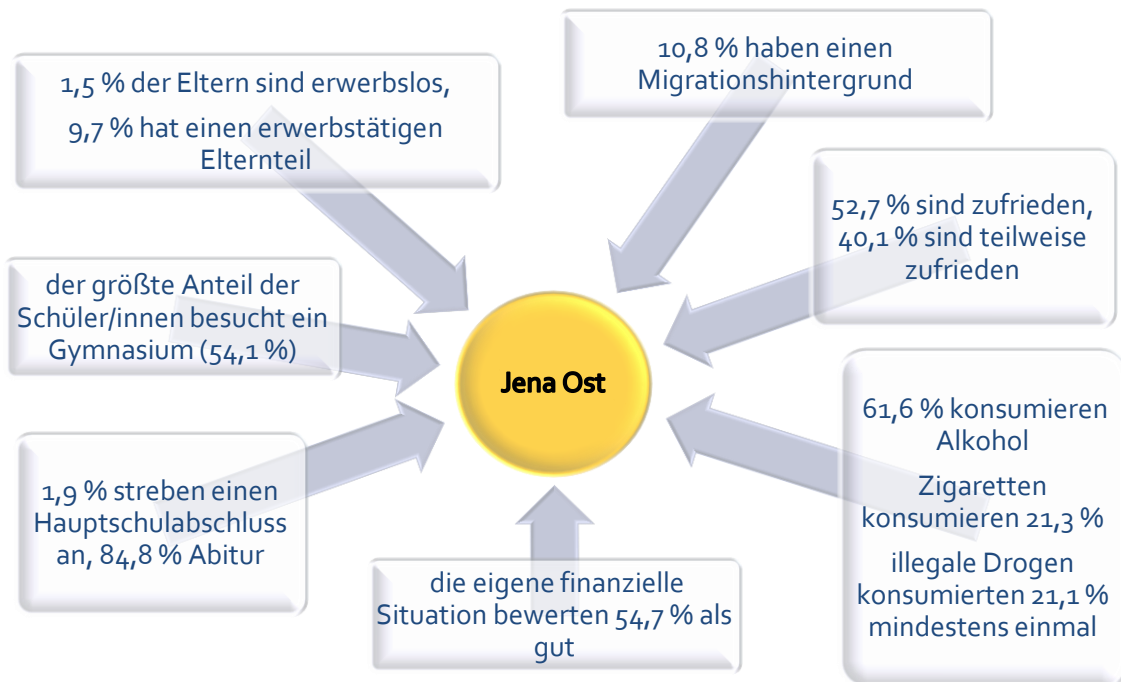 1,5 % der Eltern sind erwerbslos,
9,7 % hat einen erwerbstätigen
Elternteil
10,8 % haben einen
Migrationshintergrund
52,7 % sind zufrieden,
40,1 % sind teilweise
zufrieden
der größte Anteil der
Schüler/innen besucht ein
Gymnasium (54,1 %)
Jena Ost
61,6 % konsumieren
Alkohol
Zigaretten
konsumieren 21,3 %
illegale Drogen
konsumierten 21,1 %
mindestens einmal
1,9 % streben einen
Hauptschulabschluss
an, 84,8 % Abitur
die eigene finanzielle
Situation bewerten 54,7 % als
gut